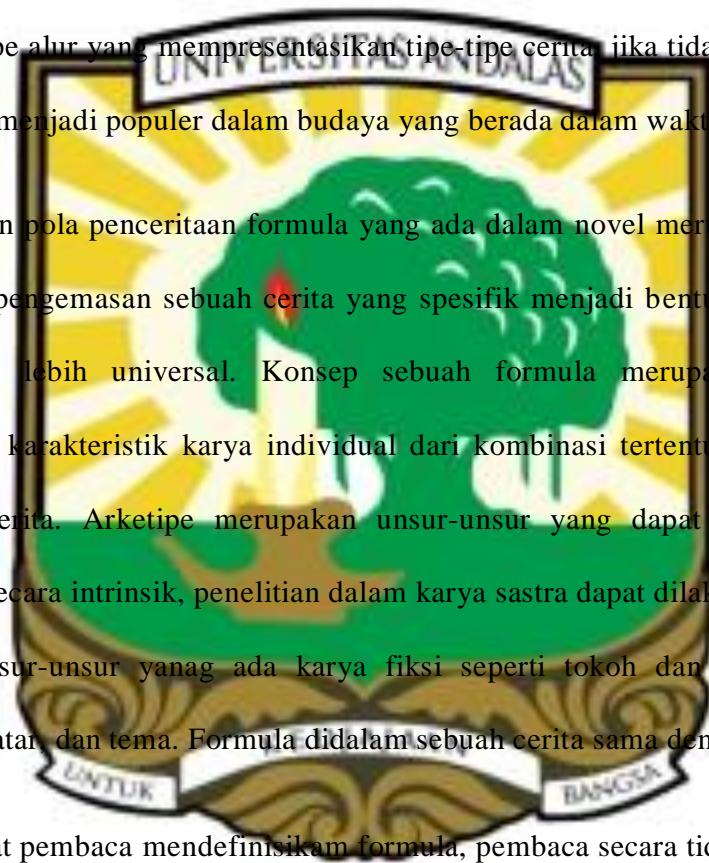 pe alur yang mempresentasikan tipe-tipe cerita, jika tida
UNIVERSITAS ANDALAS
menjadi populer dalam budaya yang berada dalam wakt
n pola penceritaan formula yang ada dalam novel mer
pengemasan sebuah cerita yang spesifik menjadi bent
lebih universal. Konsep sebuah formula merupa
karakteristik karya individual dari kombinasi tertent
erita. Arketipe merupakan unsur-unsur yang dapat
ecara intrinsik, penelitian dalam karya sastra dapat dilak
sur-unsur yanag ada karya fiksi seperti tokoh dan
atar, dan tema. Formula didalam sebuah cerita sama den
UNTUK BANGSA
at pembaca mendefinisikam formula, pembaca secara tid